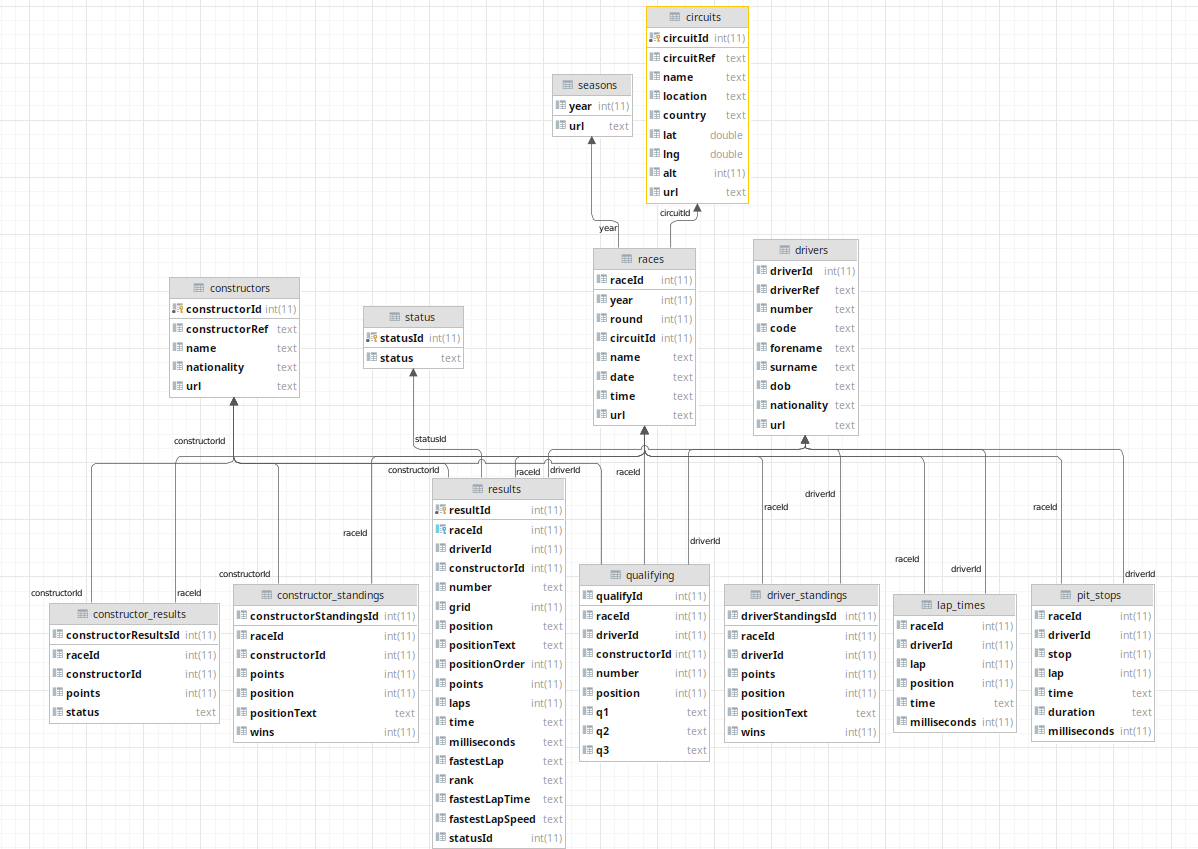 circuits
circuitId int(11)
circuitRef text
name text
location text
country text
lat double
lng double
alt int(11)
url text
seasons
year int(11)
url text
circuitId
year
races
raceId int(11)
year int(11)
round int(11)
circuitId int(11)
name text
date text
time text
url text
drivers
driverId int(11)
driverRef text
number text
code text
forename text
surname text
dob text
nationality text
url text
constructors
constructorId int(11)
constructorRef text
name text
nationality text
url text
status
statusId int(11)
status text
constructorId
statusId
constructorId
raceId
driverId
raceId
driverId
raceId
raceId
raceId
driverId
raceId
driverId
constructorId
driverId
constructorId
raceId
results
resultId int(11)
raceId int(11)
driverId int(11)
constructorId int(11)
number text
grid int(11)
position text
positionText text
positionOrder int(11)
points int(11)
laps int(11)
time text
milliseconds text
fastestLap text
rank text
fastestLapTime text
fastestLapSpeed text
statusId int(11)
constructor_results
constructorResultsId int(11)
raceId int(11)
constructorId int(11)
points int(11)
status text
constructor_standings
constructorStandingsId int(11)
raceId int(11)
constructorId int(11)
points int(11)
position int(11)
positionText text
wins int(11)
qualifying
qualifyId int(11)
raceId int(11)
driverId int(11)
constructorId int(11)
number int(11)
position int(11)
q1 text
q2 text
q3 text
driver_standings
driverStandingsId int(11)
raceId int(11)
driverId int(11)
points int(11)
position int(11)
positionText text
wins int(11)
lap_times
raceId int(11)
driverId int(11)
lap int(11)
position int(11)
time text
milliseconds int(11)
pit_stops
raceId int(11)
driverId int(11)
stop int(11)
lap int(11)
time text
duration text
milliseconds int(11)